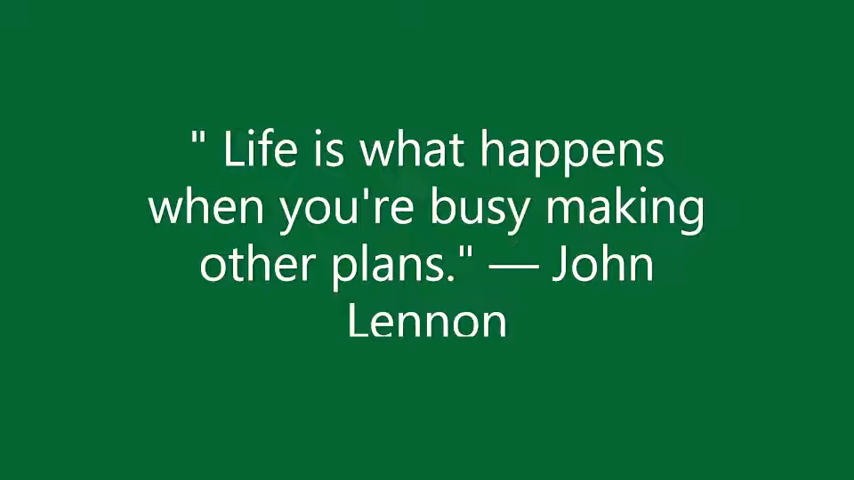 " Life is what happens
when you're busy making
other plans." — John
Lennon